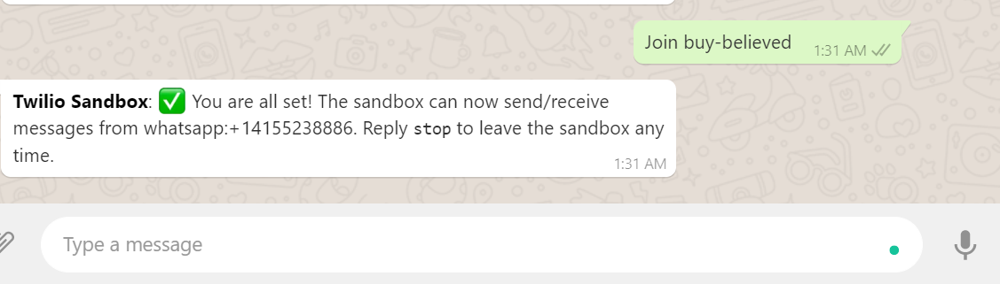 Join buy-believed
1:31 AM
Twilio Sandbox: ✅ You are all set! The sandbox can now send/receive
messages from whatsapp:+14155238886. Reply stop to leave the sandbox any
time.
1:31 AM
Type a message